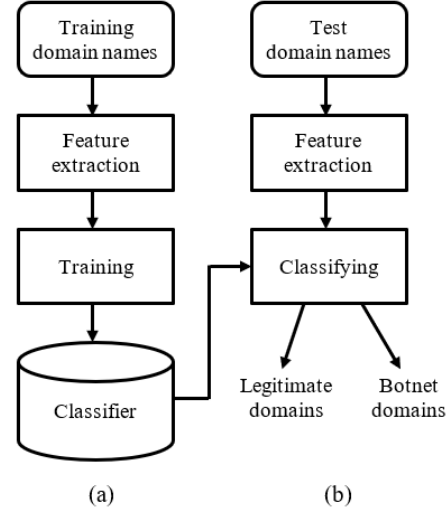 Training
domain names
Feature
extraction
Training
Classifier
(a)
Test
domain names
Feature
extraction
Classifying
Legitimate
domains
Botnet
domains
(b)